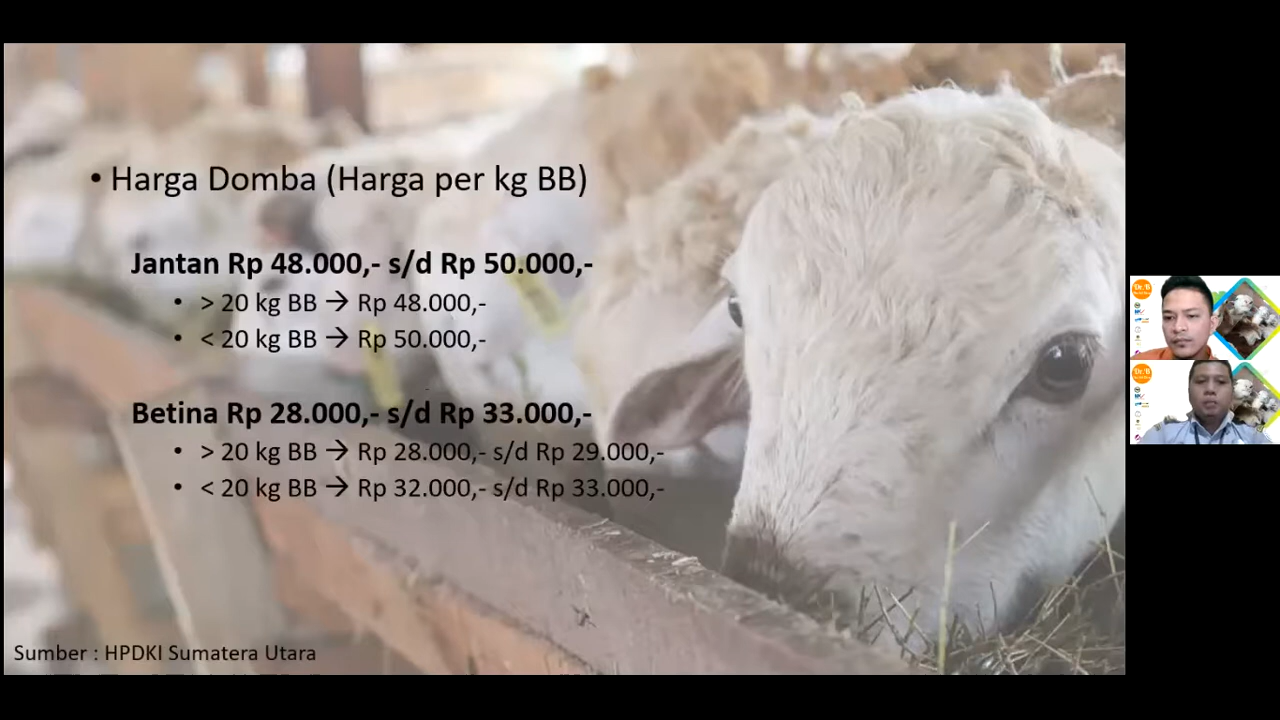 • Harga Domba (Harga per kg BB)
Jantan Rp 48.000,- s/d Rp 50.000,-
• > 20 kg BB → Rp 48.000,-
• < 20 kg BB → Rp 50.000,-
Betina Rp 28.000,- s/d Rp 33.000,-
• > 20 kg BB → Rp 28.000,- s/d Rp 29.000,-
• < 20 kg BB → Rp 32.000,- s/d Rp 33.000,-
Sumber : HPDKI Sumatera Utara